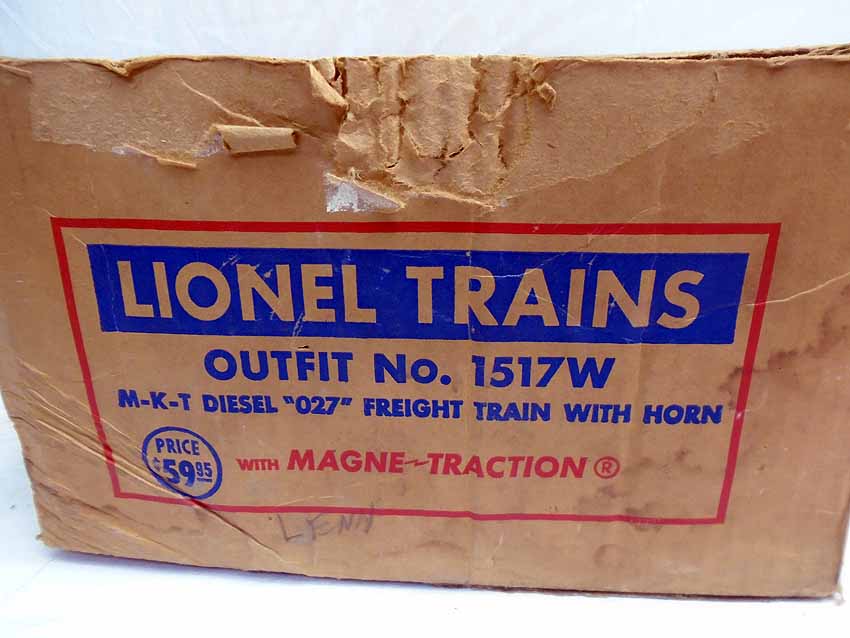 LIONEL TRAINS
OUTFIT No. 1517W
M-K-T DIESEL "027" FREIGHT TRAIN WITH HORN
PRICE
$59.95
WITH MAGNE-TRACTION ®